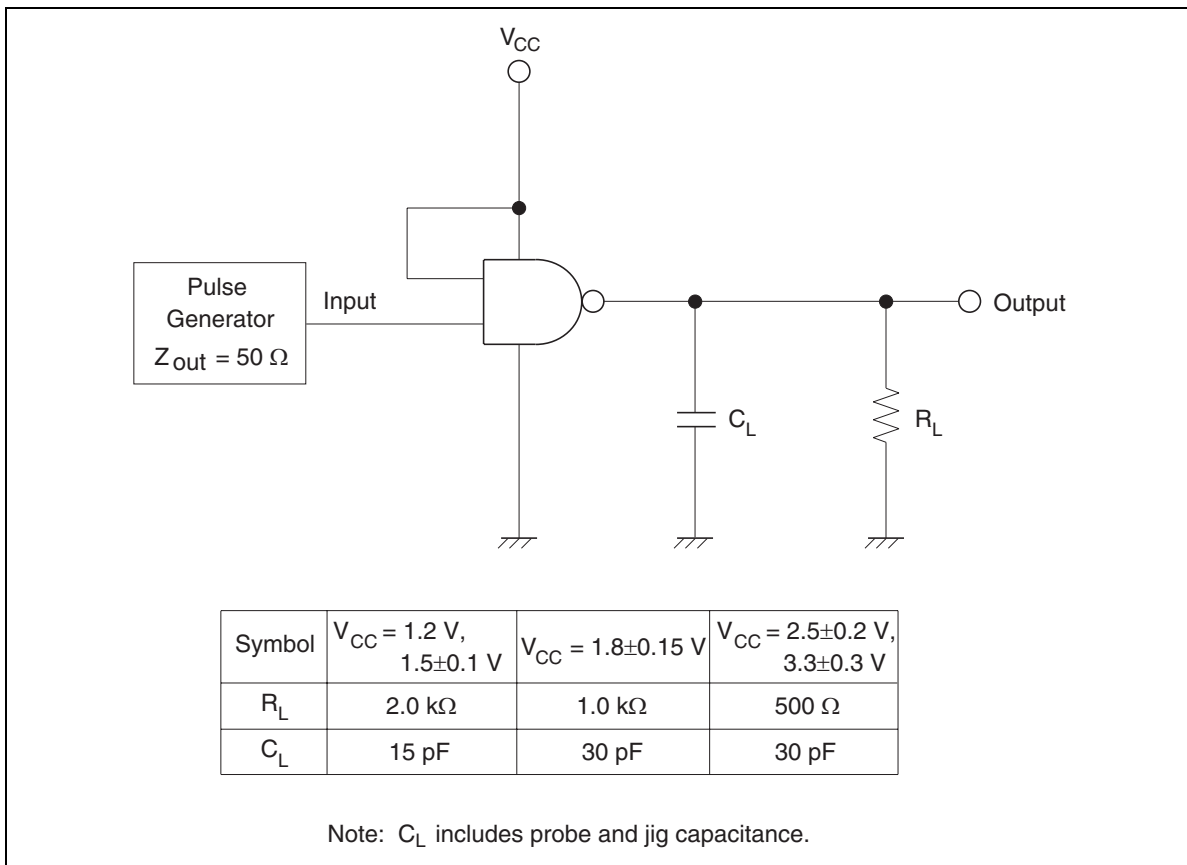 VCC
Pulse
Generator
Zout = 50 Ω
Input
Output
CL
RL
Symbol
VCC = 1.2 V,
1.5±0.1 V
VCC = 1.8±0.15 V
VCC = 2.5±0.2 V,
3.3±0.3 V
RL
2.0 kΩ
1.0 kΩ
500 Ω
CL
15 pF
30 pF
30 pF
Note: CL includes probe and jig capacitance.